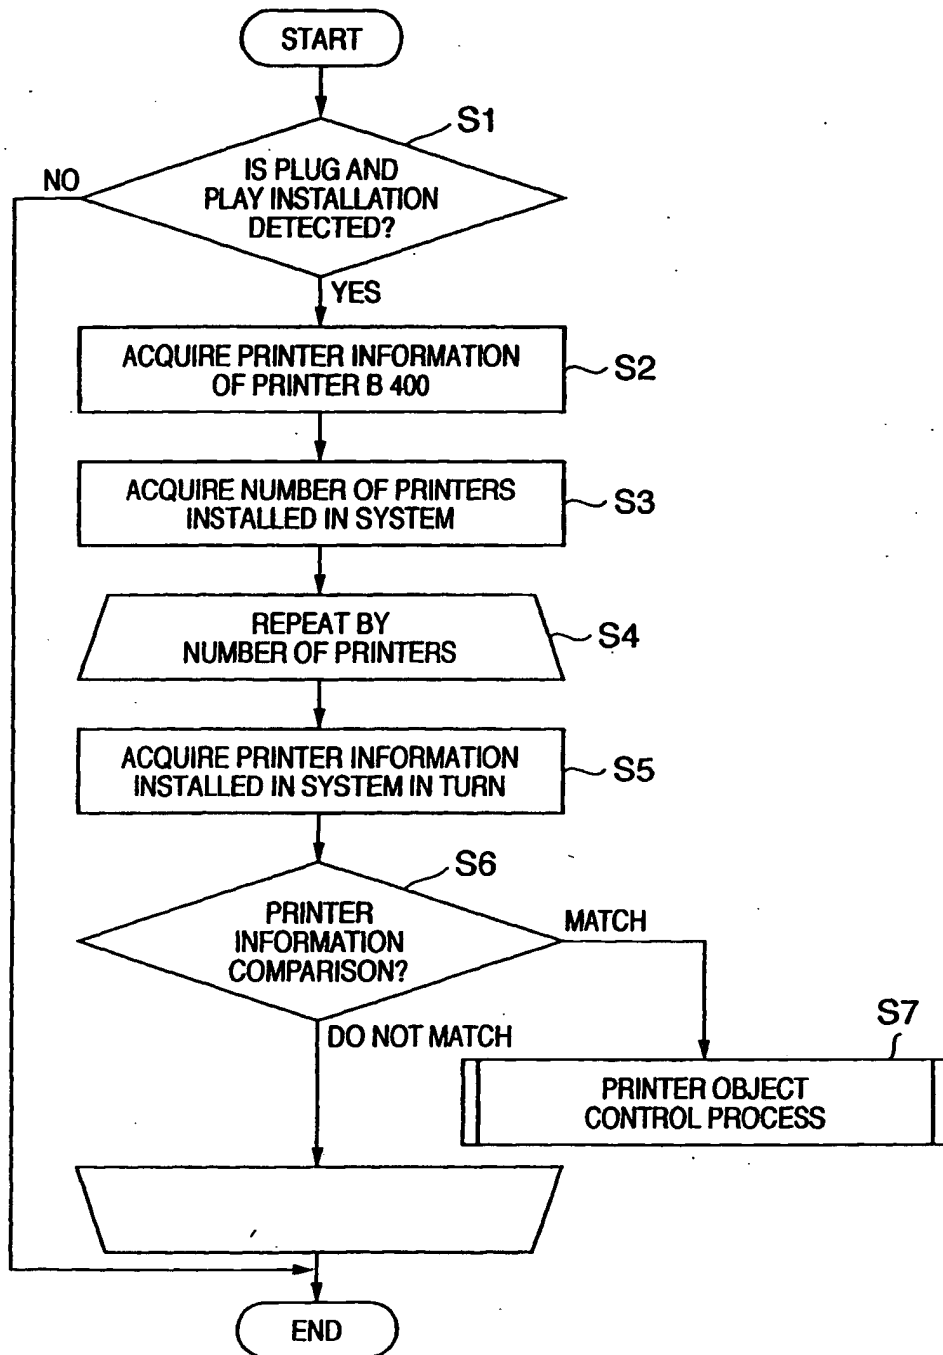 START
S1
NO
IS PLUG AND
PLAY INSTALLATION
DETECTED?
YES
ACQUIRE PRINTER INFORMATION
OF PRINTER B 400
S2
ACQUIRE NUMBER OF PRINTERS
INSTALLED IN SYSTEM
S3
REPEAT BY
NUMBER OF PRINTERS
S4
ACQUIRE PRINTER INFORMATION
INSTALLED IN SYSTEM IN TURN
S5
S6
PRINTER
INFORMATION
COMPARISON?
MATCH
DO NOT MATCH
S7
PRINTER OBJECT
CONTROL PROCESS
END